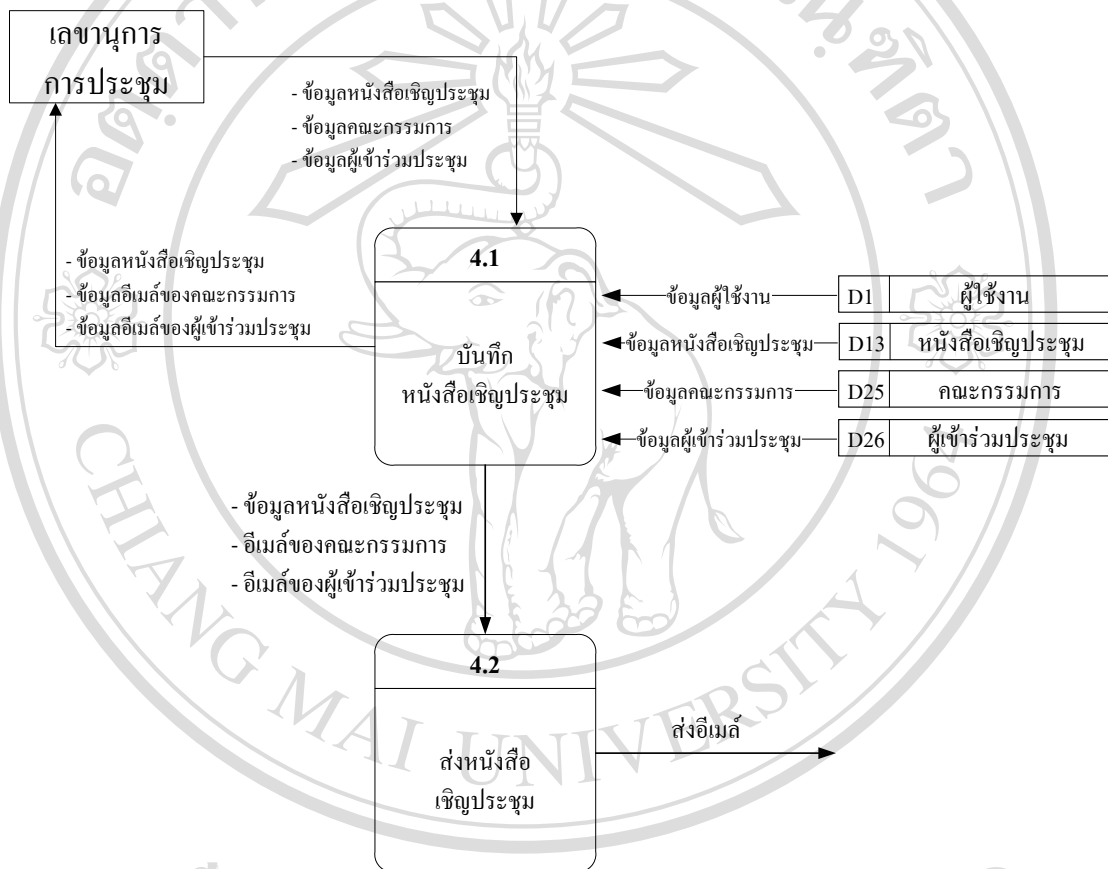 เลขานุการ
การประชุม
- ข้อมูลหนังสือเชิญประชุม
- ข้อมูลคณะกรรมการ
- ข้อมูลผู้เข้าร่วมประชุม
- ข้อมูลหนังสือเชิญประชุม
- ข้อมูลอีเมล์ของคณะกรรมการ
- ข้อมูลอีเมล์ของผู้เข้าร่วมประชุม
4.1
บันทึก
หนังสือเชิญประชุม
ข้อมูลผู้ใช้งาน D1 ผู้ใช้งาน
ข้อมูลหนังสือเชิญประชุม D13 หนังสือเชิญประชุม
ข้อมูลคณะกรรมการ D25 คณะกรรมการ
ข้อมูลผู้เข้าร่วมประชุม D26 ผู้เข้าร่วมประชุม
- ข้อมูลหนังสือเชิญประชุม
- อีเมล์ของคณะกรรมการ
- อีเมล์ของผู้เข้าร่วมประชุม
4.2
ส่งหนังสือ
เชิญประชุม
ส่งอีเมล์
CHIANG MAI UNIVERSITY 1964